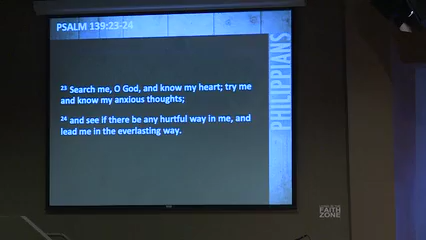 PSALM 139:23-24
23 Search me, O God, and know my heart; try me
and know my anxious thoughts;
24 and see if there be any hurtful way in me, and
lead me in the everlasting way.
PHILIPPIANS
FAITH
ZONE